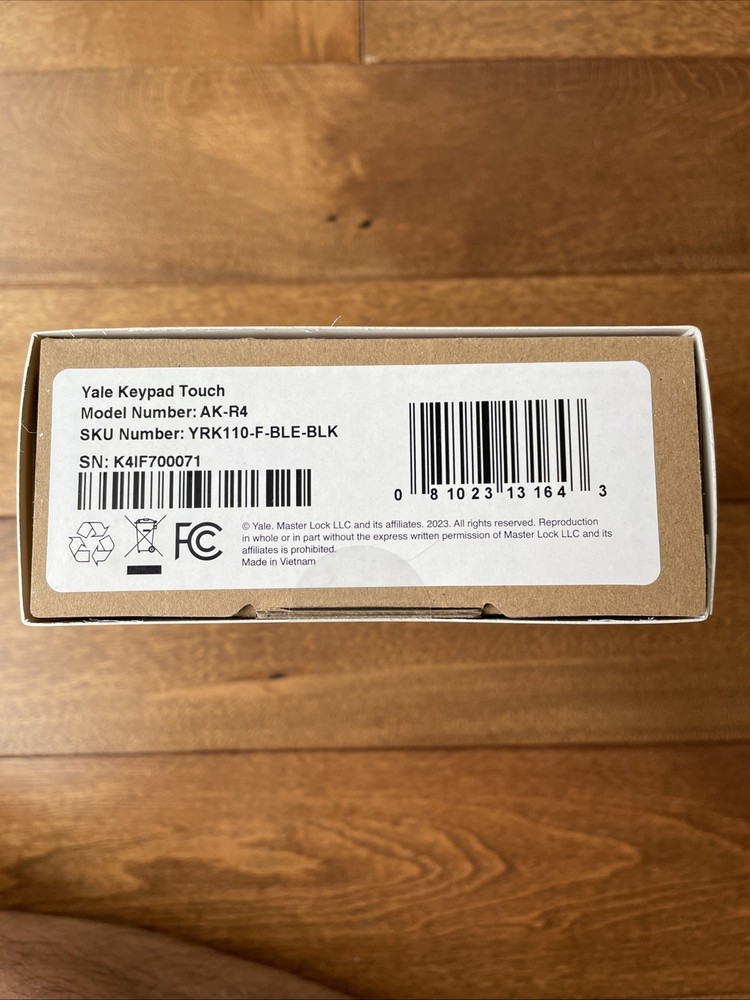 Yale Keypad Touch
Model Number: AK-R4
SKU Number: YRK110-F-BLE-BLK
SN: K4IF700071
0 81023 13164 3
FC
© Yale. Master Lock LLC and its affiliates. 2023. All rights reserved. Reproduction
in whole or in part without the express written permission of Master Lock LLC and its
affiliates is prohibited.
Made in Vietnam